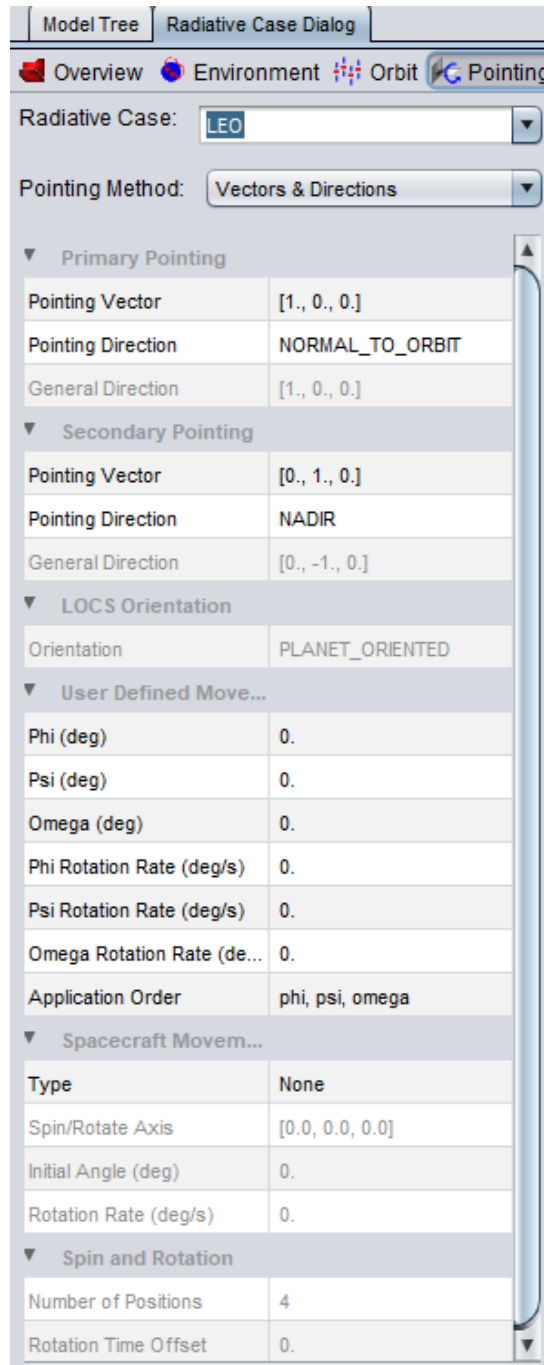 Model Tree Radiative Case Dialog
Overview Environment Orbit Pointing
Radiative Case: LEO
Pointing Method: Vectors & Directions
Primary Pointing
Pointing Vector [1., 0., 0.]
Pointing Direction NORMAL_TO_ORBIT
General Direction [1., 0., 0.]
Secondary Pointing
Pointing Vector [0., 1., 0.]
Pointing Direction NADIR
General Direction [0., -1., 0.]
LOCS Orientation
Orientation PLANET_ORIENTED
User Defined Move...
Phi (deg) 0.
Psi (deg) 0.
Omega (deg) 0.
Phi Rotation Rate (deg/s) 0.
Psi Rotation Rate (deg/s) 0.
Omega Rotation Rate (de... 0.
Application Order phi, psi, omega
Spacecraft Movem...
Type None
Spin/Rotate Axis [0.0, 0.0, 0.0]
Initial Angle (deg) 0.
Rotation Rate (deg/s) 0.
Spin and Rotation
Number of Positions 4
Rotation Time Offset 0.